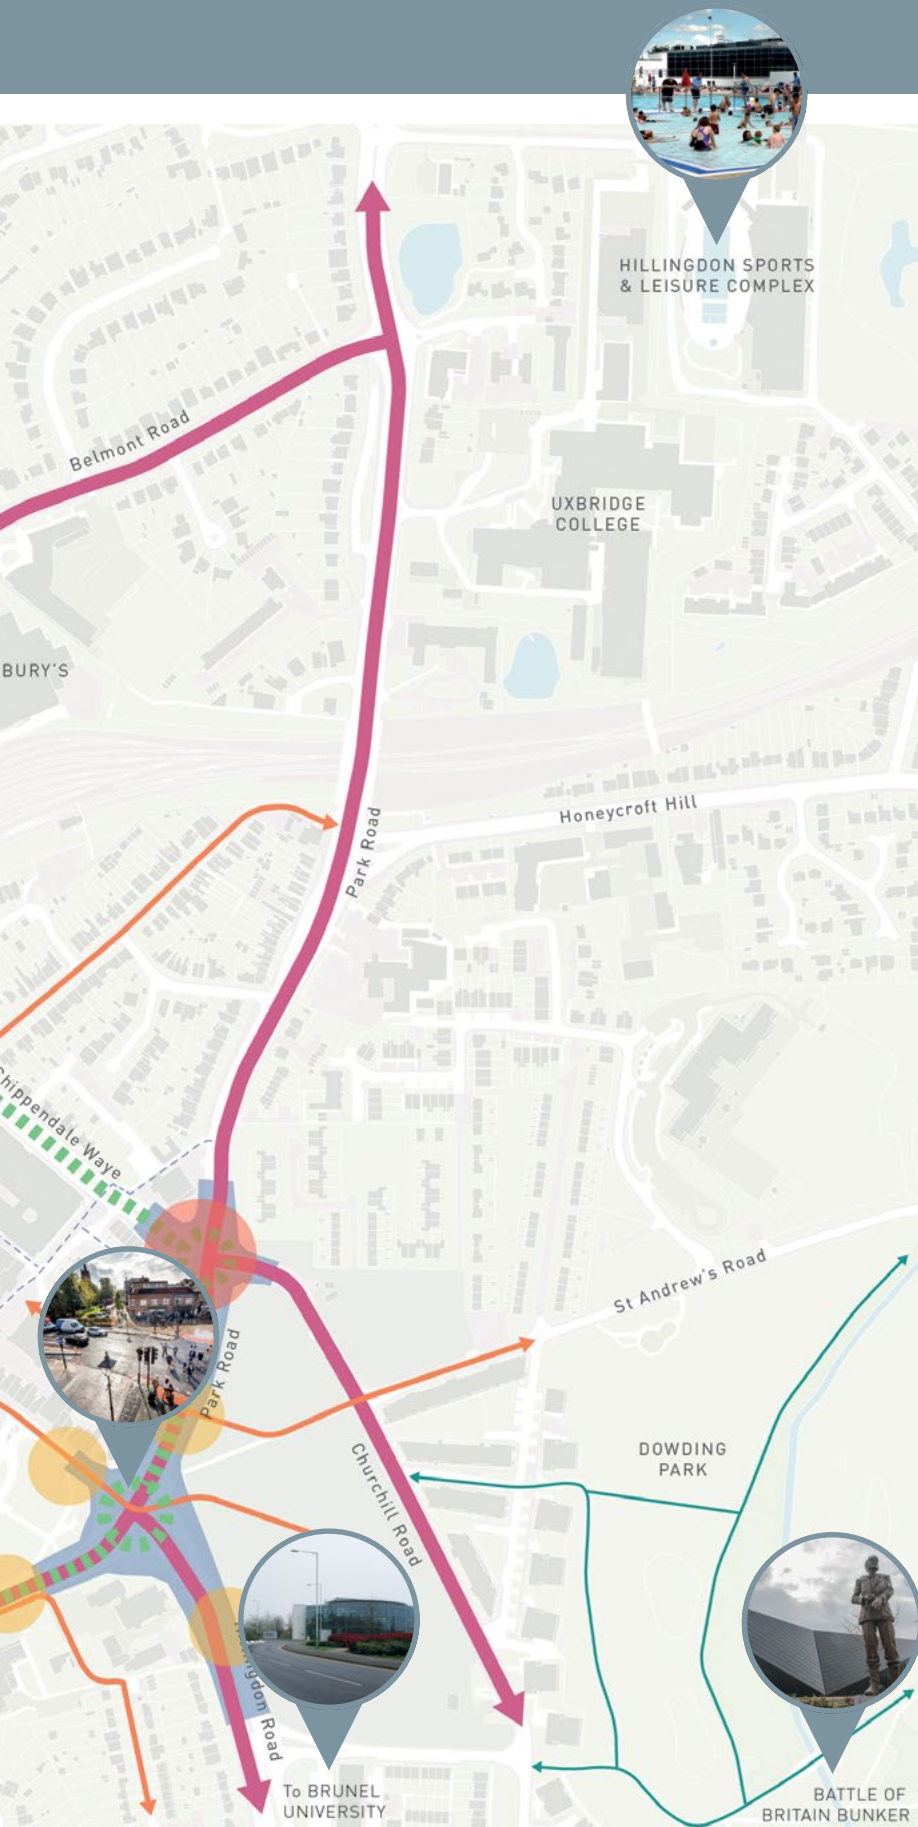 HILLINGDON SPORTS
& LEISURE COMPLEX
Belmont Road
UXBRIDGE
COLLEGE
BURY'S
Honeycroft Hill
Park Road
Chippendale Waye
St Andrew's Road
Park Road
DOWDING
PARK
Churchill Road
Road
To BRUNEL
UNIVERSITY
BATTLE OF
BRITAIN BUNKER